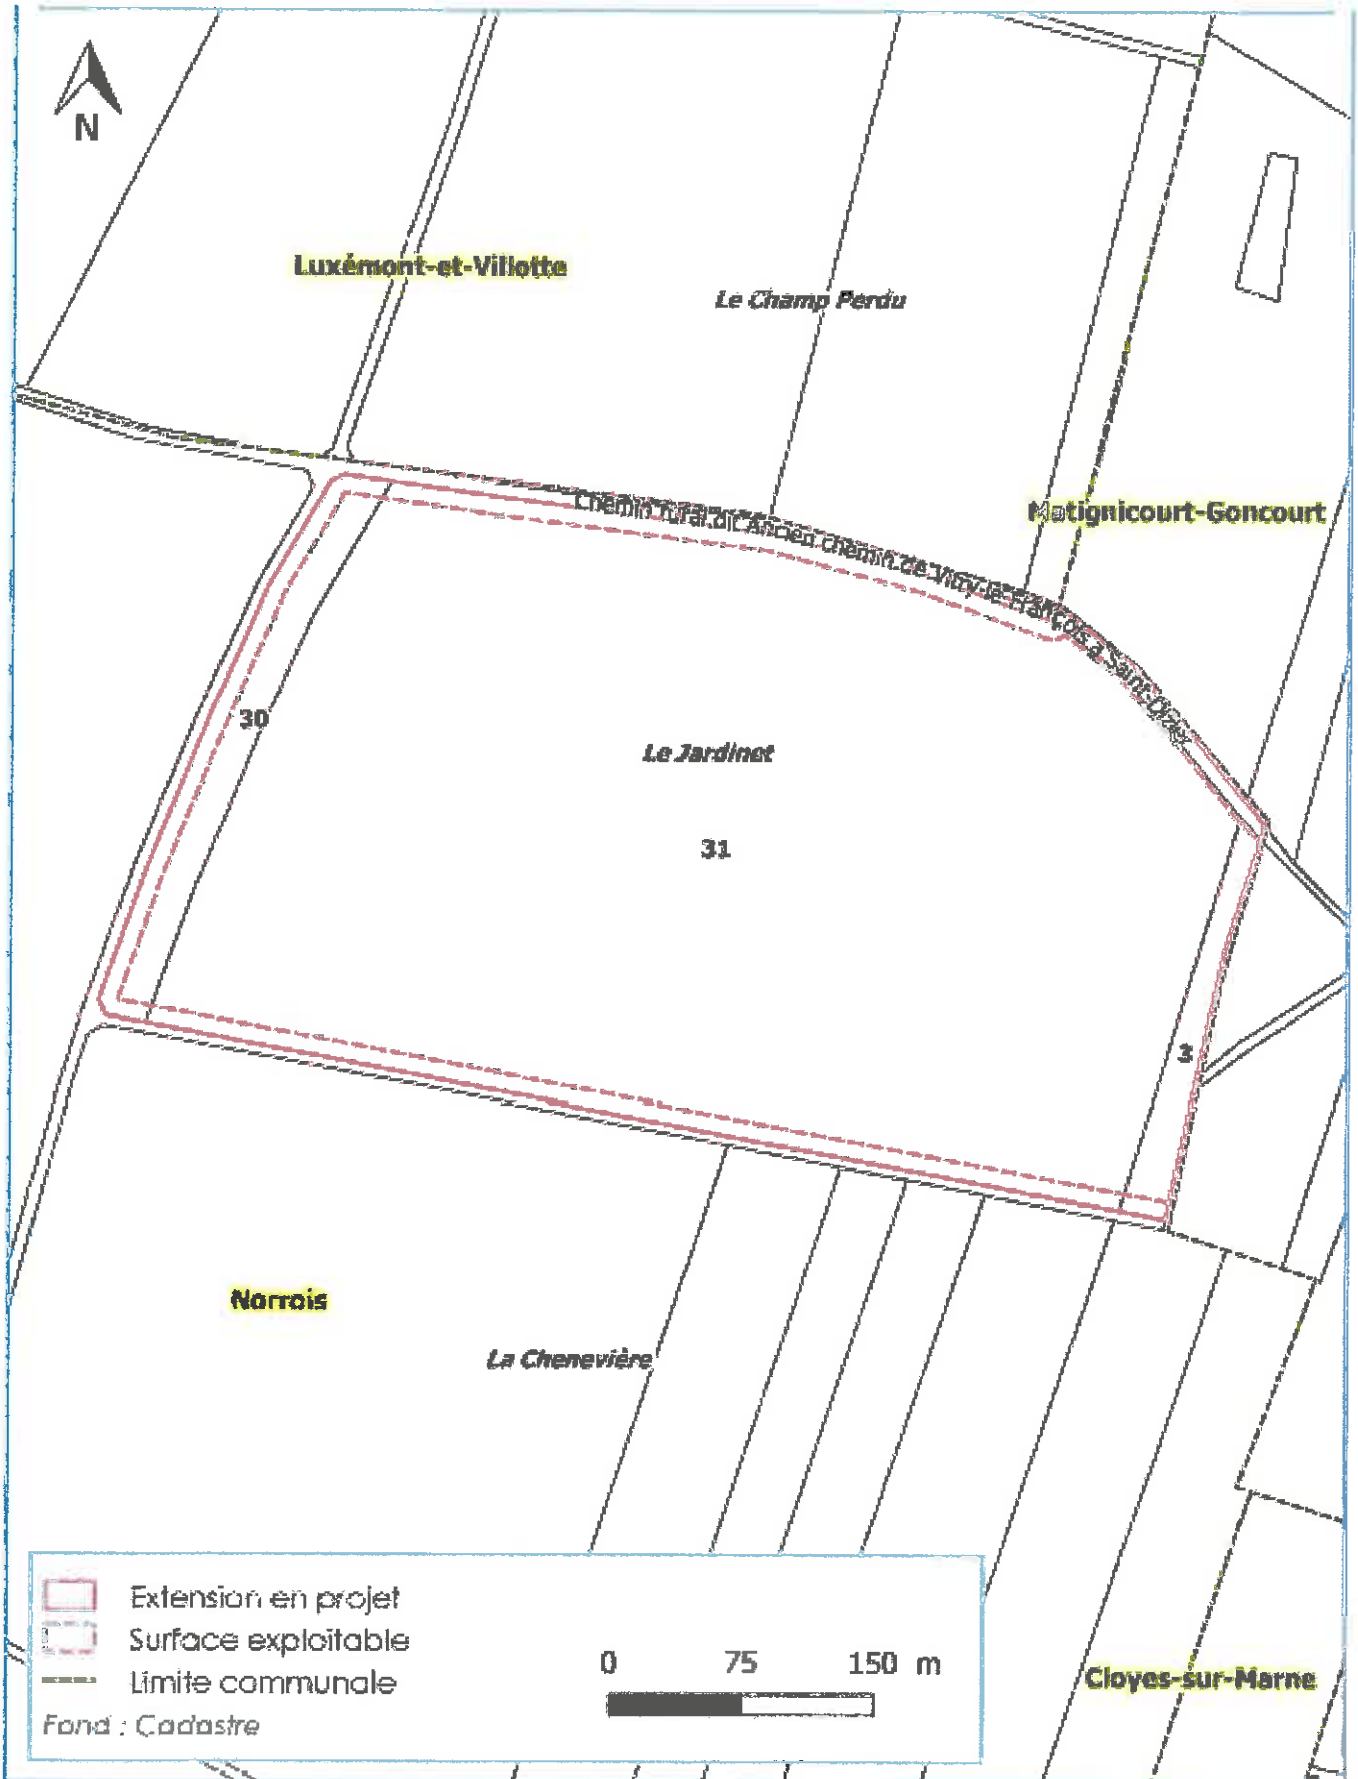 N
Luxémont-et-Villotte
Le Champ Perdu
Matignicourt-Goncourt
Chemin rural dit Ancien chemin de Vitry-le-François à Saint-Dizier
30
Le Jardinet
31
3
Norrois
La Chenevière
Extension en projet
Surface exploitable
Limite communale
Fond : Cadastre
0 75 150 m
Cloyes-sur-Marne